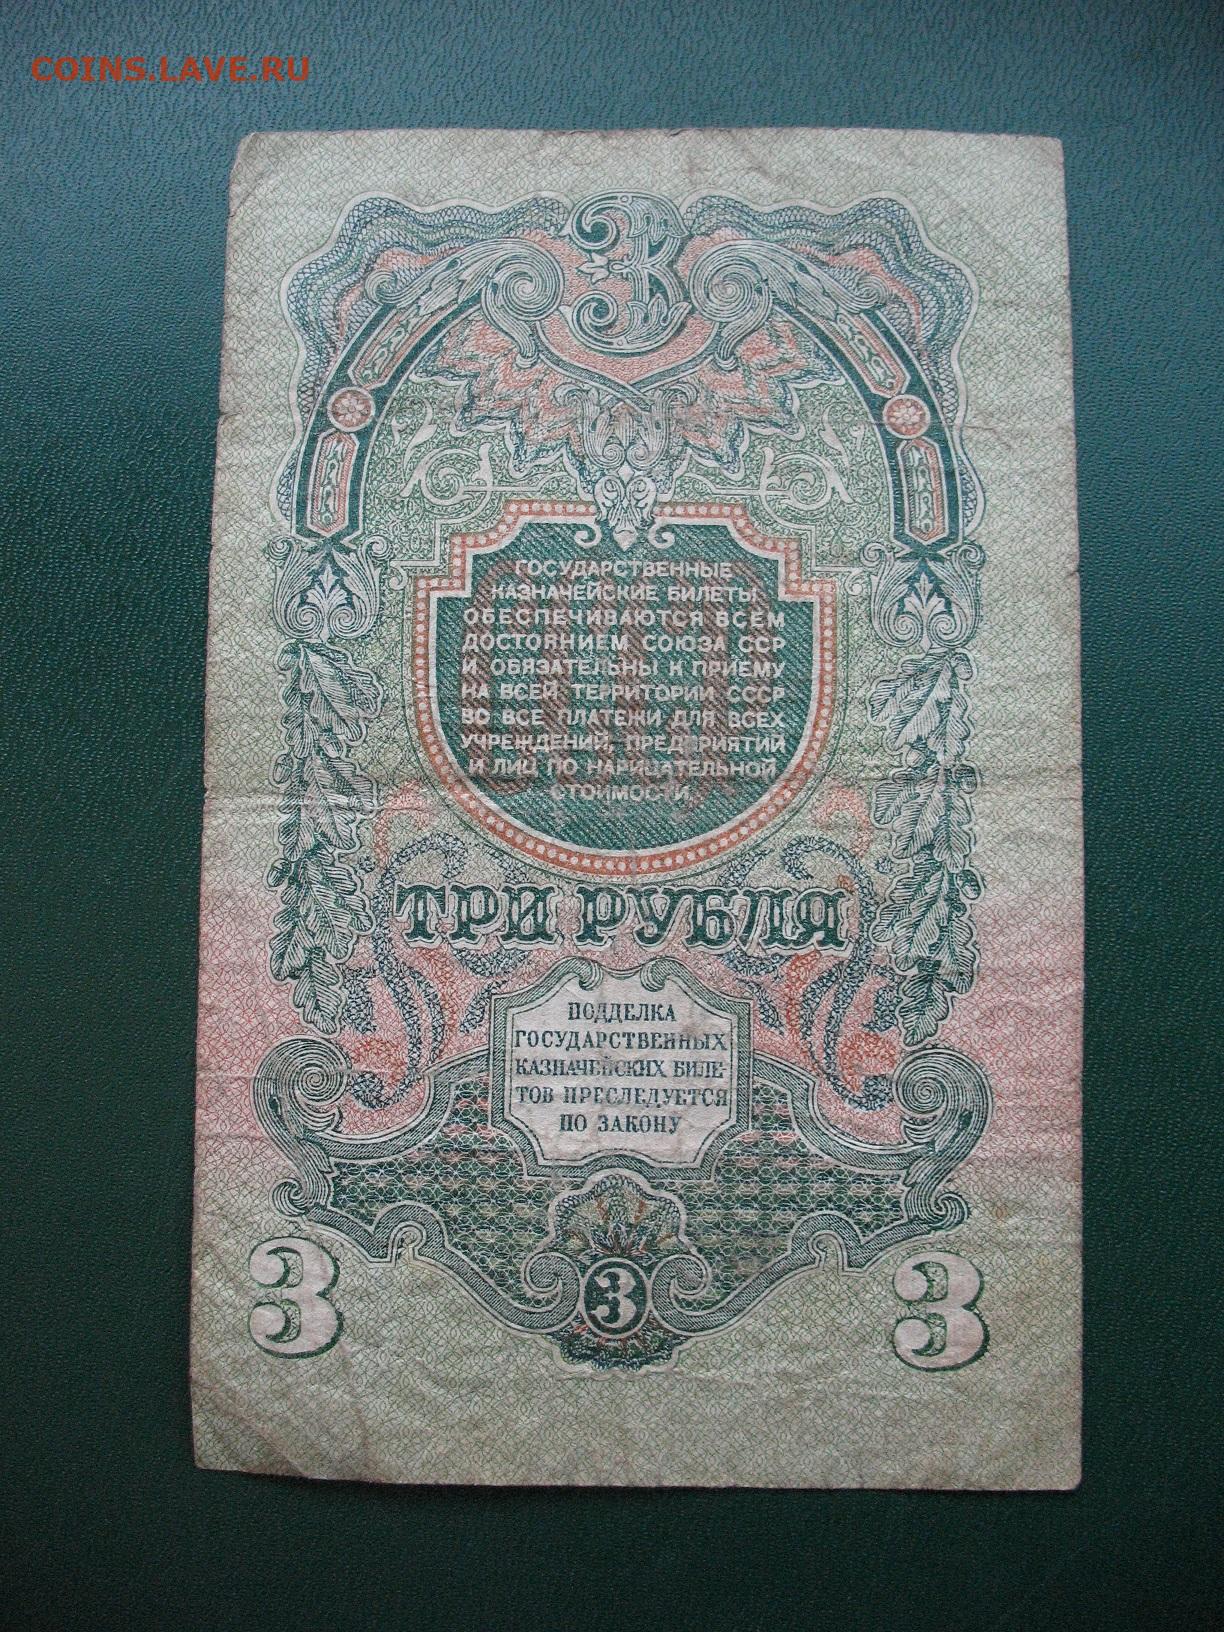 COINS.LAVE.RU
3
ГОСУДАРСТВЕННЫЕ
КАЗНАЧЕЙСКИЕ БИЛЕТЫ
ОБЕСПЕЧИВАЮТСЯ ВСЕМ
ДОСТОЯНИЕМ СОЮЗА ССР
И ОБЯЗАТЕЛЬНЫ К ПРИЕМУ
НА ВСЕЙ ТЕРРИТОРИИ СССР
ВО ВСЕ ПЛАТЕЖИ ДЛЯ ВСЕХ
УЧРЕЖДЕНИЙ, ПРЕДПРИЯТИЙ
И ЛИЦ ПО НАРИЦАТЕЛЬНОЙ
СТОИМОСТИ.
ТРИ РУБЛЯ
ПОДДЕЛКА
ГОСУДАРСТВЕННЫХ
КАЗНАЧЕЙСКИХ БИЛЕ-
ТОВ ПРЕСЛЕДУЕТСЯ
ПО ЗАКОНУ
3 3 3